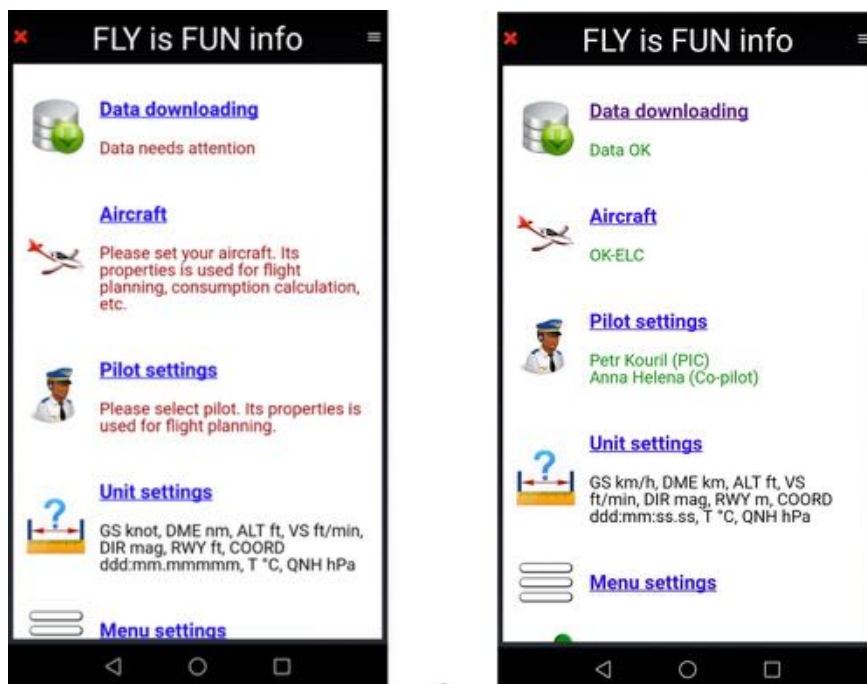 FLY is FUN info
Data downloading
Data needs attention
Aircraft
Please set your aircraft. Its
properties is used for flight
planning, consumption calculation,
etc.
Pilot settings
Please select pilot. Its properties is
used for flight planning.
Unit settings
GS knot, DME nm, ALT ft, VS ft/min,
DIR mag, RWY ft, COORD
ddd:mm.mmmmm, T °C, QNH hPa
Menu settings
FLY is FUN info
Data downloading
Data OK
Aircraft
OK-ELC
Pilot settings
Petr Kouril (PIC)
Anna Helena (Co-pilot)
Unit settings
GS km/h, DME km, ALT ft, VS
ft/min, DIR mag, RWY m, COORD
ddd:mm:ss.ss, T °C, QNH hPa
Menu settings